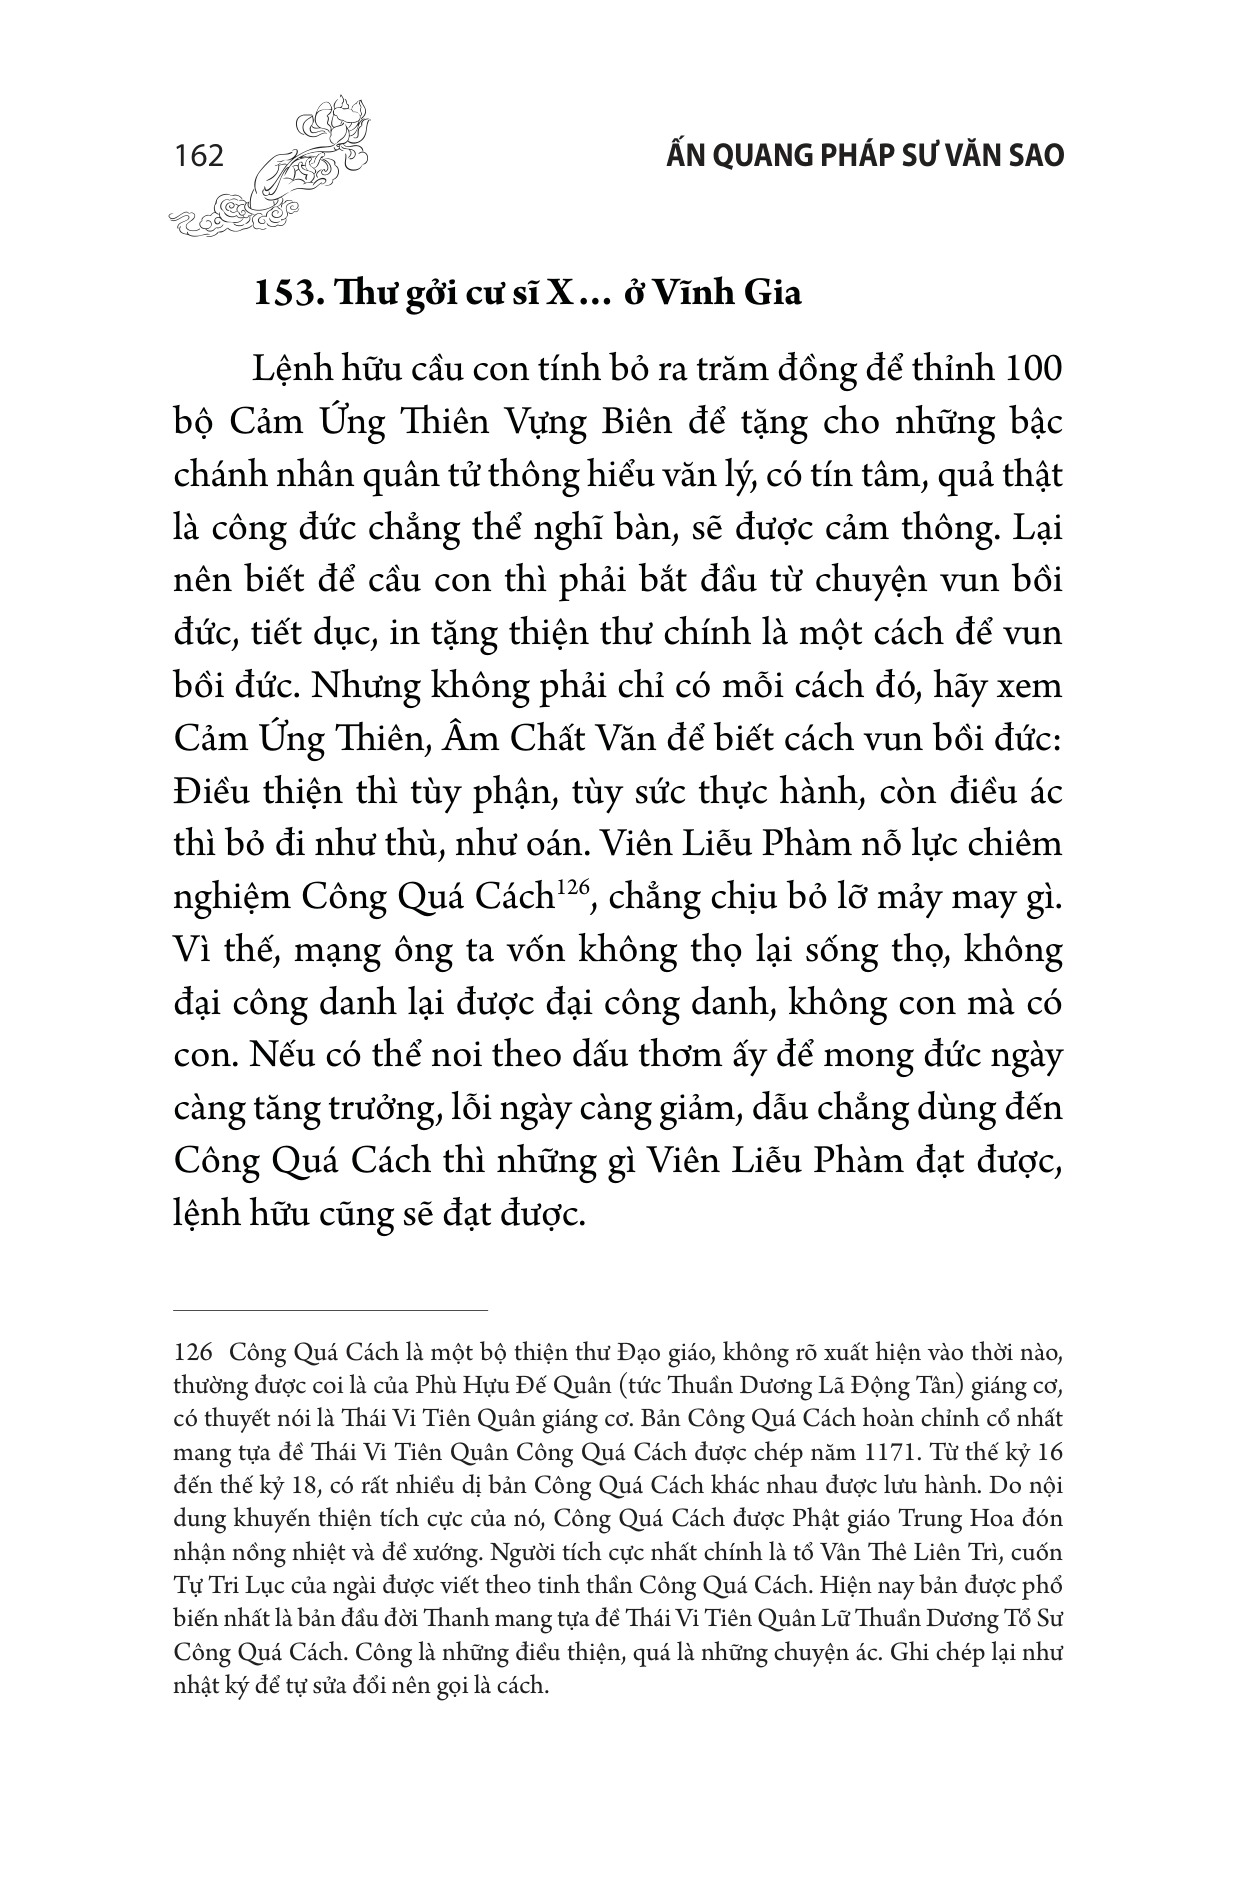 162
ẤN QUANG PHÁP SƯ VĂN SAO
153. Thư gởi cư sĩ X… ở Vĩnh Gia
Lệnh hữu cầu con tính bỏ ra trăm đồng để thỉnh 100
bộ Cảm Ứng Thiên Vựng Biên để tặng cho những bậc
chánh nhân quân tử thông hiểu văn lý, có tín tâm, quả thật
là công đức chẳng thể nghĩ bàn, sẽ được cảm thông. Lại
nên biết để cầu con thì phải bắt đầu từ chuyện vun bồi
đức, tiết dục, in tặng thiện thư chính là một cách để vun
bồi đức. Nhưng không phải chỉ có mỗi cách đó, hãy xem
Cảm Ứng Thiên, Âm Chất Văn để biết cách vun bồi đức:
Điều thiện thì tùy phận, tùy sức thực hành, còn điều ác
thì bỏ đi như thù, như oán. Viên Liễu Phàm nỗ lực chiêm
nghiệm Công Quá Cách126, chẳng chịu bỏ lỡ mảy may gì.
Vì thế, mạng ông ta vốn không thọ lại sống thọ, không
đại công danh lại được đại công danh, không con mà có
con. Nếu có thể noi theo dấu thơm ấy để mong đức ngày
càng tăng trưởng, lỗi ngày càng giảm, dẫu chẳng dùng đến
Công Quá Cách thì những gì Viên Liễu Phàm đạt được,
lệnh hữu cũng sẽ đạt được.
126 Công Quá Cách là một bộ thiện thư Đạo giáo, không rõ xuất hiện vào thời nào,
thường được coi là của Phù Hựu Đế Quân (tức Thuần Dương Lã Động Tân) giáng cơ,
có thuyết nói là Thái Vi Tiên Quân giáng cơ. Bản Công Quá Cách hoàn chỉnh cổ nhất
mang tựa đề Thái Vi Tiên Quân Công Quá Cách được chép năm 1171. Từ thế kỷ 16
đến thế kỷ 18, có rất nhiều dị bản Công Quá Cách khác nhau được lưu hành. Do nội
dung khuyến thiện tích cực của nó, Công Quá Cách được Phật giáo Trung Hoa đón
nhận nồng nhiệt và đề xướng. Người tích cực nhất chính là tổ Vân Thê Liên Trì, cuốn
Tự Tri Lục của ngài được viết theo tinh thần Công Quá Cách. Hiện nay bản được phổ
biến nhất là bản đầu đời Thanh mang tựa đề Thái Vi Tiên Quân Lữ Thuần Dương Tổ Sư
Công Quá Cách. Công là những điều thiện, quá là những chuyện ác. Ghi chép lại như
nhật ký để tự sửa đổi nên gọi là cách.